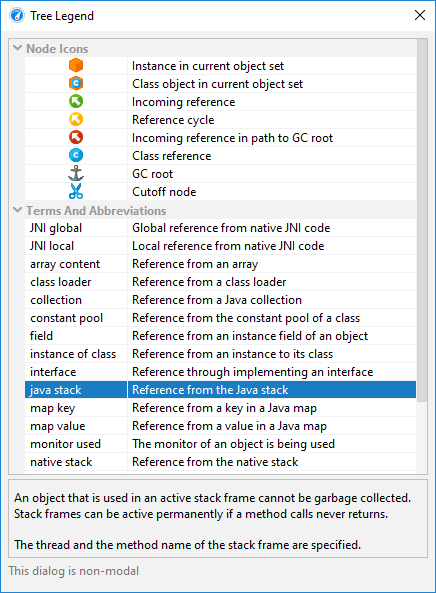 Tree Legend
Node Icons
Instance in current object set
Class object in current object set
Incoming reference
Reference cycle
Incoming reference in path to GC root
Class reference
GC root
Cutoff node
Terms And Abbreviations
JNI global Global reference from native JNI code
JNI local Local reference from native JNI code
array content Reference from an array
class loader Reference from a class loader
collection Reference from a Java collection
constant pool Reference from the constant pool of a class
field Reference from an instance field of an object
instance of class Reference from an instance to its class
interface Reference through implementing an interface
java stack Reference from the Java stack
map key Reference from a key in a Java map
map value Reference from a value in a Java map
monitor used The monitor of an object is being used
native stack Reference from the native stack
An object that is used in an active stack frame cannot be garbage collected.
Stack frames can be active permanently if a method calls never returns.
The thread and the method name of the stack frame are specified.
This dialog is non-modal